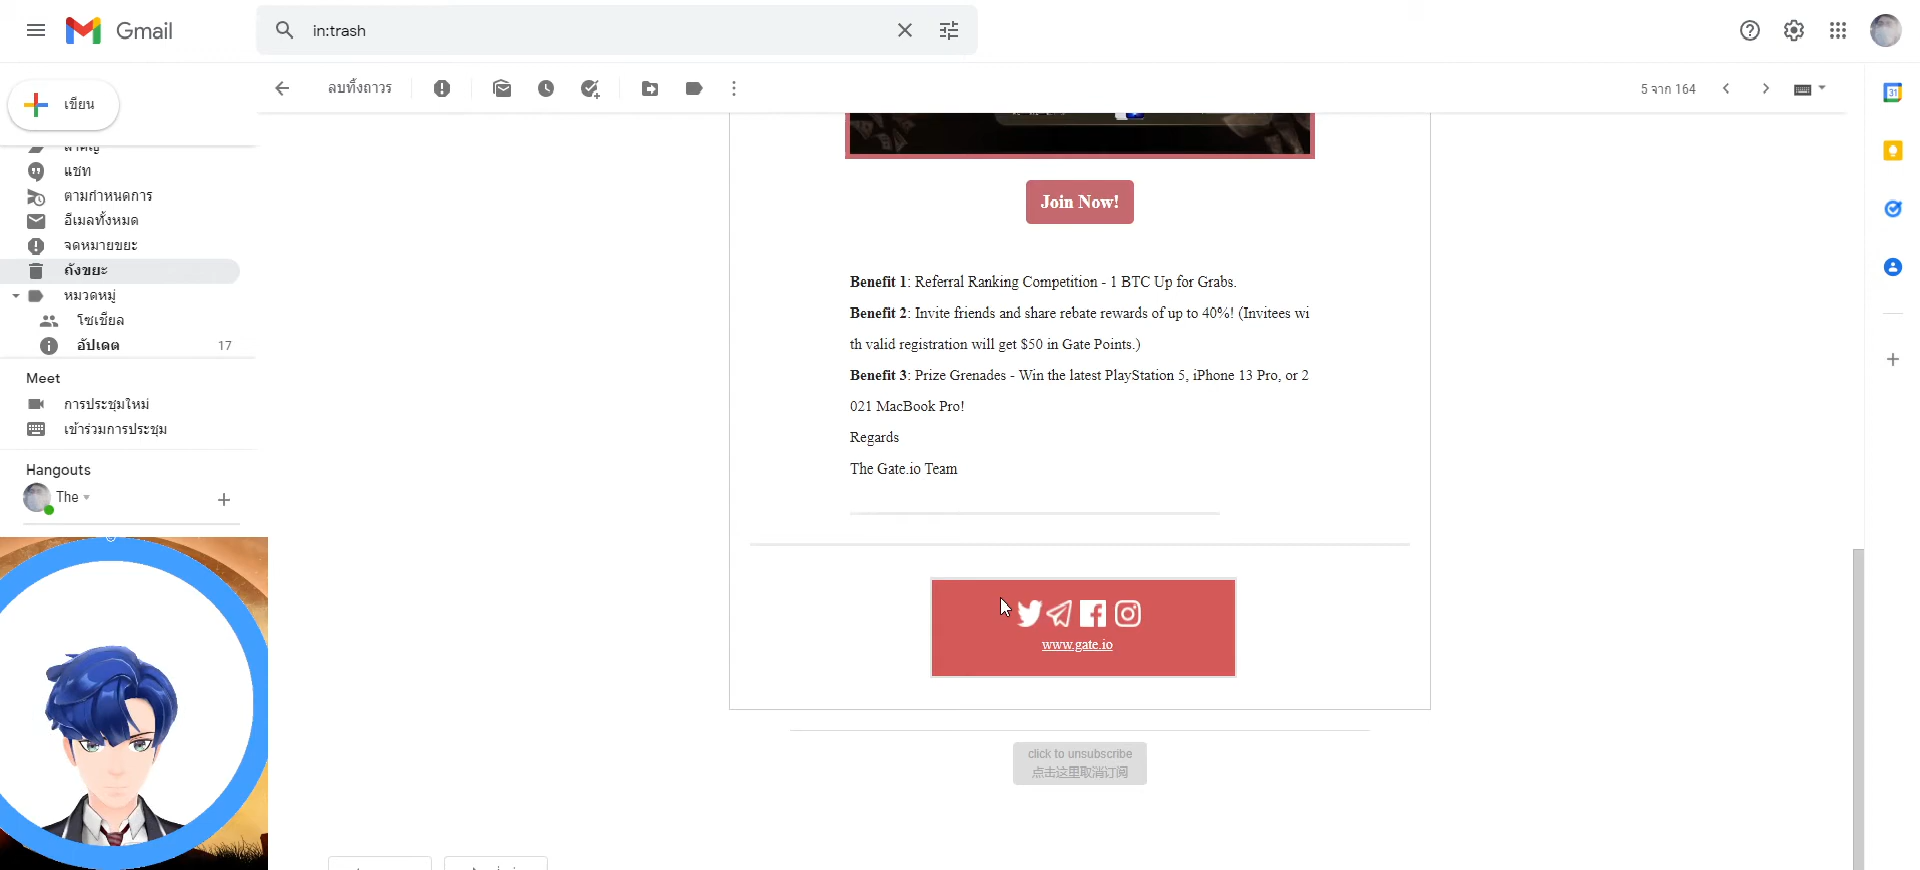 Gmail
in:trash
เขียน
ลบทิ้งถาวร
5 จาก 164
31
แชท
ตามกำหนดการ
อีเมลทั้งหมด
จดหมายขยะ
ถังขยะ
หมวดหมู่
โซเชียล
อัปเดต 17
Meet
การประชุมใหม่
เข้าร่วมการประชุม
Hangouts
The
Join Now!
Benefit 1: Referral Ranking Competition - 1 BTC Up for Grabs.
Benefit 2: Invite friends and share rebate rewards of up to 40%! (Invitees wi
th valid registration will get $50 in Gate Points.)
Benefit 3: Prize Grenades - Win the latest PlayStation 5, iPhone 13 Pro, or 2
021 MacBook Pro!
Regards
The Gate.io Team
www.gate.io
click to unsubscribe
点击这里取消订阅